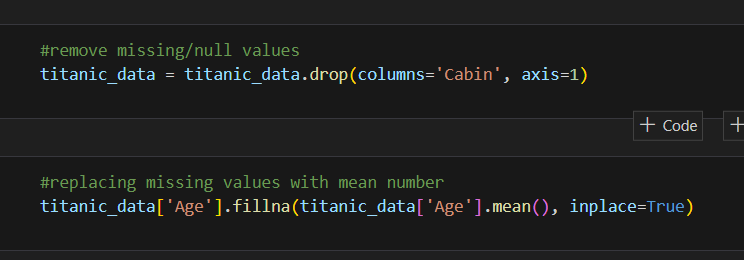 #remove missing/null values
titanic_data = titanic_data.drop(columns='Cabin', axis=1)
+ Code
+
#replacing missing values with mean number
titanic_data['Age'].fillna(titanic_data['Age'].mean(), inplace=True)